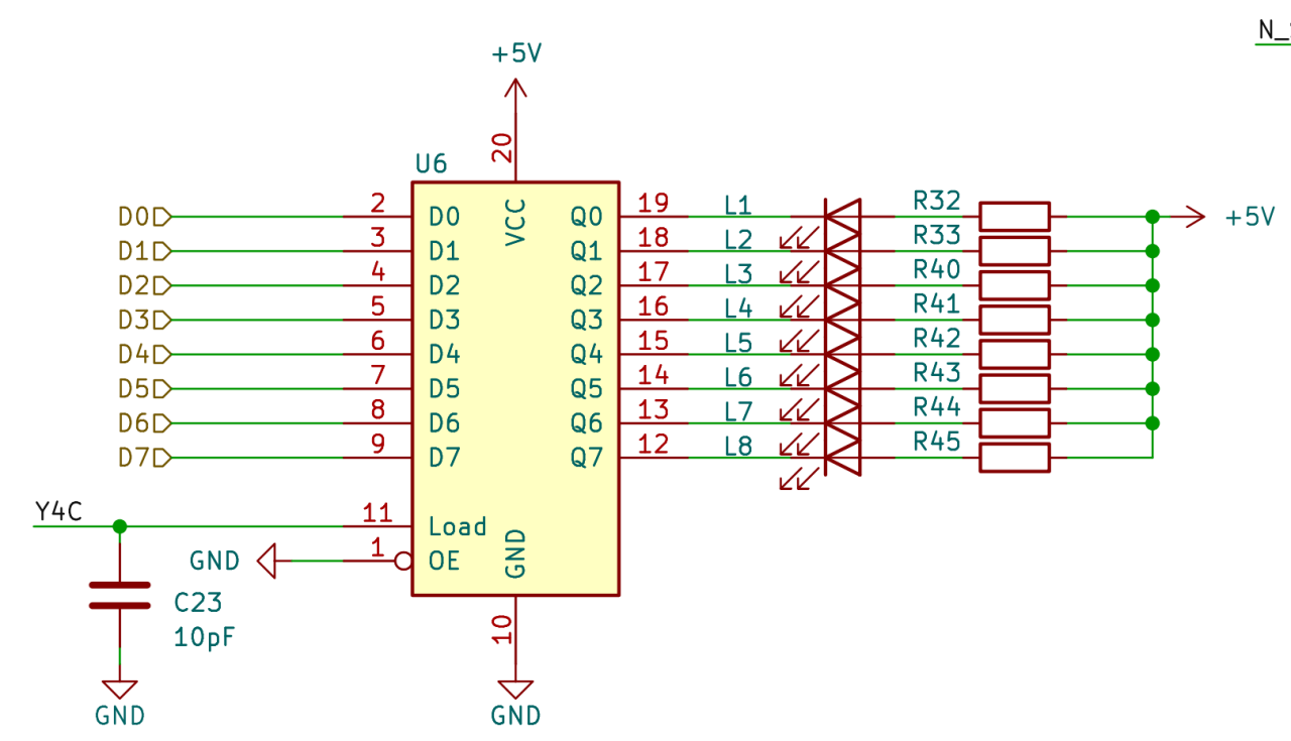 N_
+5V
20
U6
VCC
D0 2 D0 Q0 19 L1 R32 +5V
D1 3 D1 Q1 18 L2 R33
D2 4 D2 Q2 17 L3 R40
D3 5 D3 Q3 16 L4 R41
D4 6 D4 Q4 15 L5 R42
D5 7 D5 Q5 14 L6 R43
D6 8 D6 Q6 13 L7 R44
D7 9 D7 Q7 12 L8 R45
Y4C 11 Load
GND 1 OE GND
C23
10pF
10
GND
GND